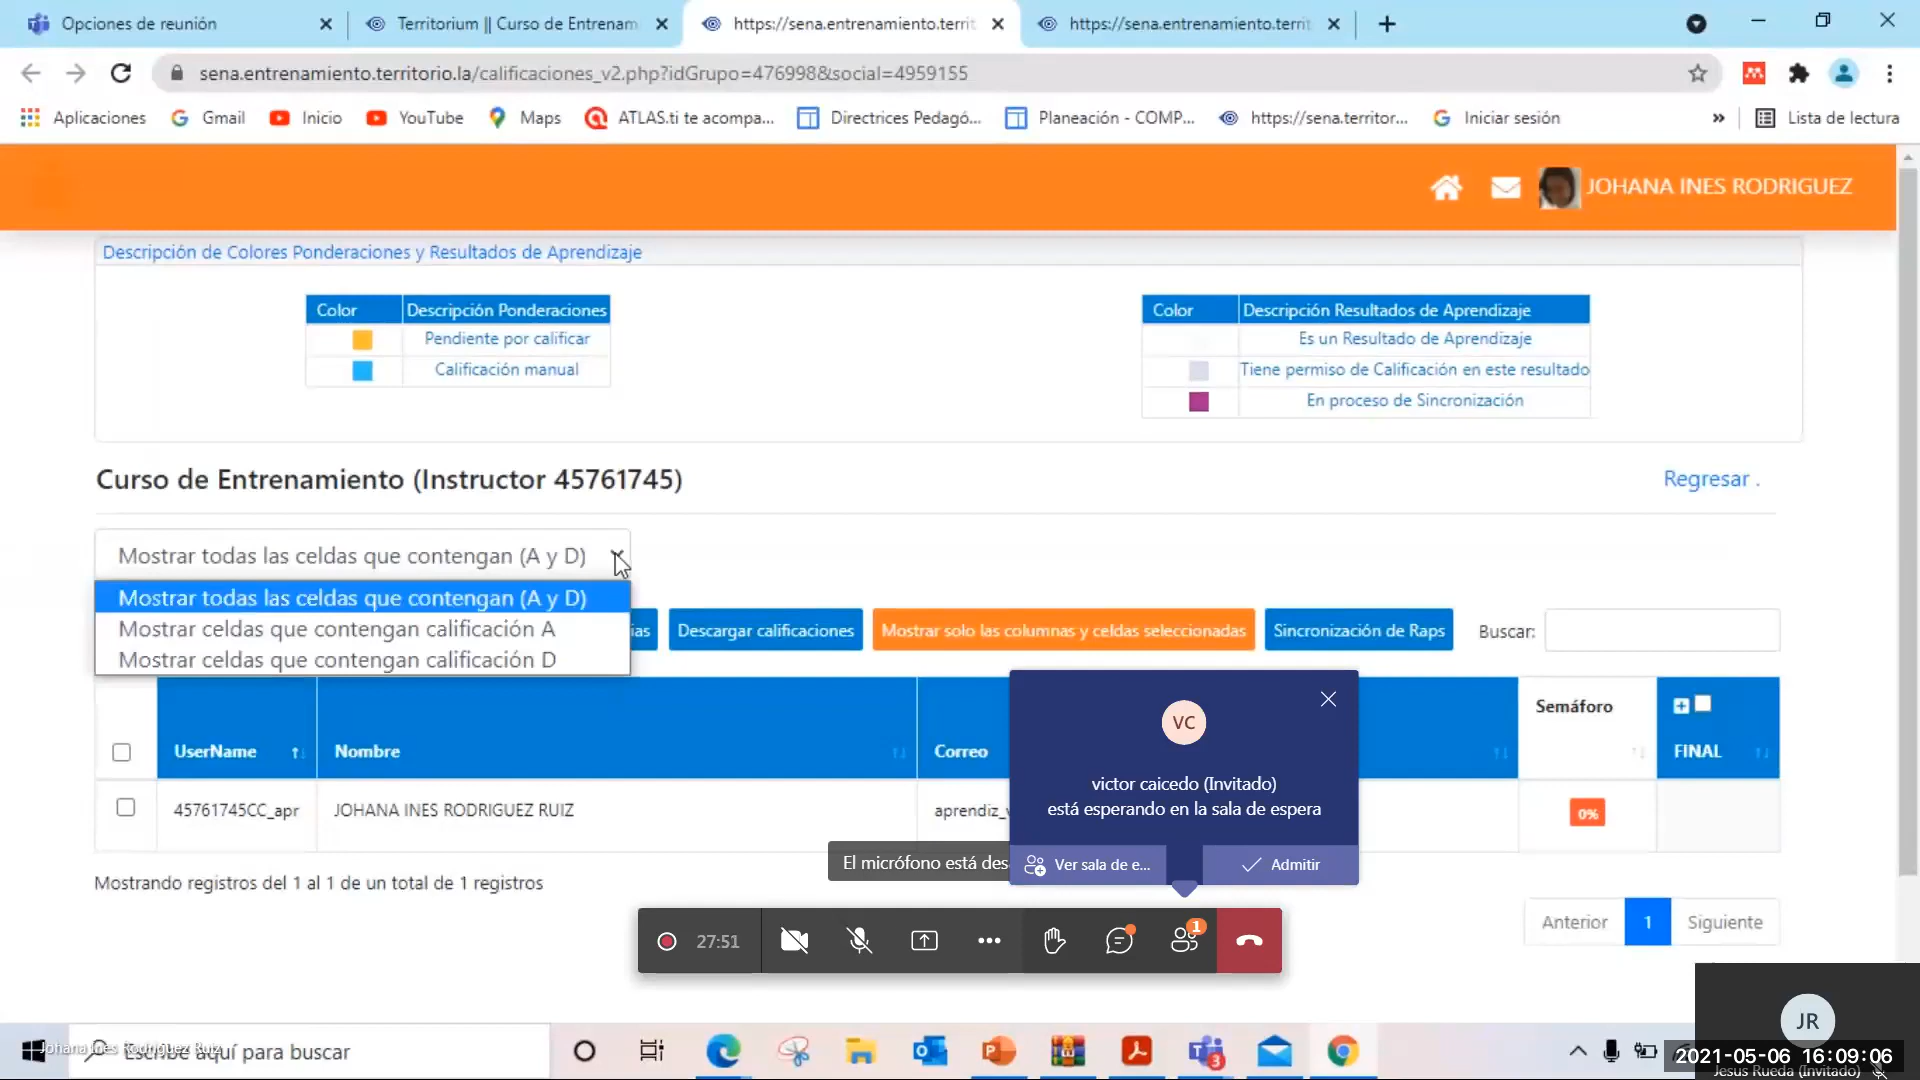 Opciones de reunión
Territorium || Curso de Entrenam
https://sena.entrenamiento.territ
https://sena.entrenamiento.territ
sena.entrenamiento.territorio.la/calificaciones_v2.php?idGrupo=476998&social=4959155
Aplicaciones
Gmail
Inicio
YouTube
Maps
ATLAS.ti te acompa...
Directrices Pedagó...
Planeación - COMP...
https://sena.territor...
Iniciar sesión
»
Lista de lectura
JOHANA INES RODRIGUEZ
Descripción de Colores Ponderaciones y Resultados de Aprendizaje
Color Descripción Ponderaciones
Pendiente por calificar
Calificación manual
Color Descripción Resultados de Aprendizaje
Es un Resultado de Aprendizaje
Tiene permiso de Calificación en este resultado
En proceso de Sincronización
Curso de Entrenamiento (Instructor 45761745)
Regresar .
Mostrar todas las celdas que contengan (A y D)
Mostrar todas las celdas que contengan (A y D)
Mostrar celdas que contengan calificación A
Mostrar celdas que contengan calificación D
ias
Descargar calificaciones
Mostrar solo las columnas y celdas seleccionadas
Sincronización de Raps
Buscar:
UserName
Nombre
Correo
Semáforo
FINAL
45761745CC_apr
JOHANA INES RODRIGUEZ RUIZ
aprendiz_v
0%
VC
victor caicedo (Invitado)
está esperando en la sala de espera
Ver sala de e...
Admitir
El micrófono está des
Mostrando registros del 1 al 1 de un total de 1 registros
Anterior
1
Siguiente
27:51
1
JR
Escribe aquí para buscar
Johana Ines Rodriguez Ruiz
3
2021-05-06 16:09:06
Jesus Rueda (Invitado)